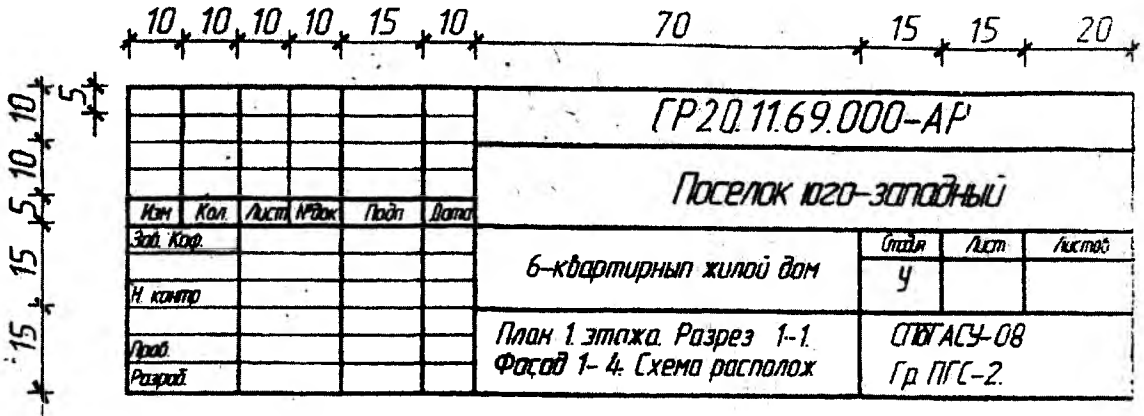 10 10 10 10 15 10 70 15 15 20
5
10
10
5
15
15
ГР20.11.69.000-АР
Поселок юго-западный
Изм Кол. Лист №док Подп Дата
Зав. Каф.
Н. контр
Пров.
Разраб.
6-квартирный жилой дом
Стадия Лист Листов
У
План 1 этажа. Разрез 1-1.
Фасад 1-4. Схема располож
СПбГАСУ-08
Гр ПГС-2.